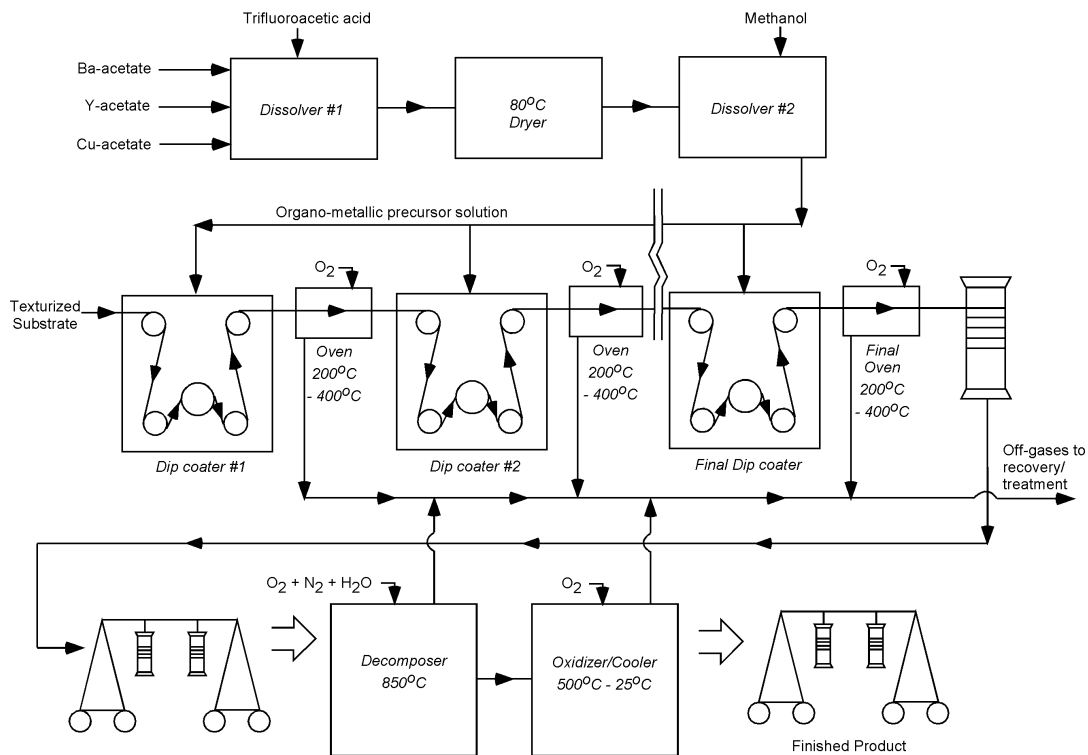 Trifluoroacetic acid
Methanol
Ba-acetate
Y-acetate
Cu-acetate
Dissolver #1
80°C
Dryer
Dissolver #2
Organo-metallic precursor solution
O2
O2
O2
Texturized
Substrate
Oven
200°C
- 400°C
Oven
200°C
- 400°C
Final
Oven
200°C
- 400°C
Dip coater #1
Dip coater #2
Final Dip coater
Off-gases to
recovery/
treatment
O2 + N2 + H2O
O2
Decomposer
850°C
Oxidizer/Cooler
500°C - 25°C
Finished Product